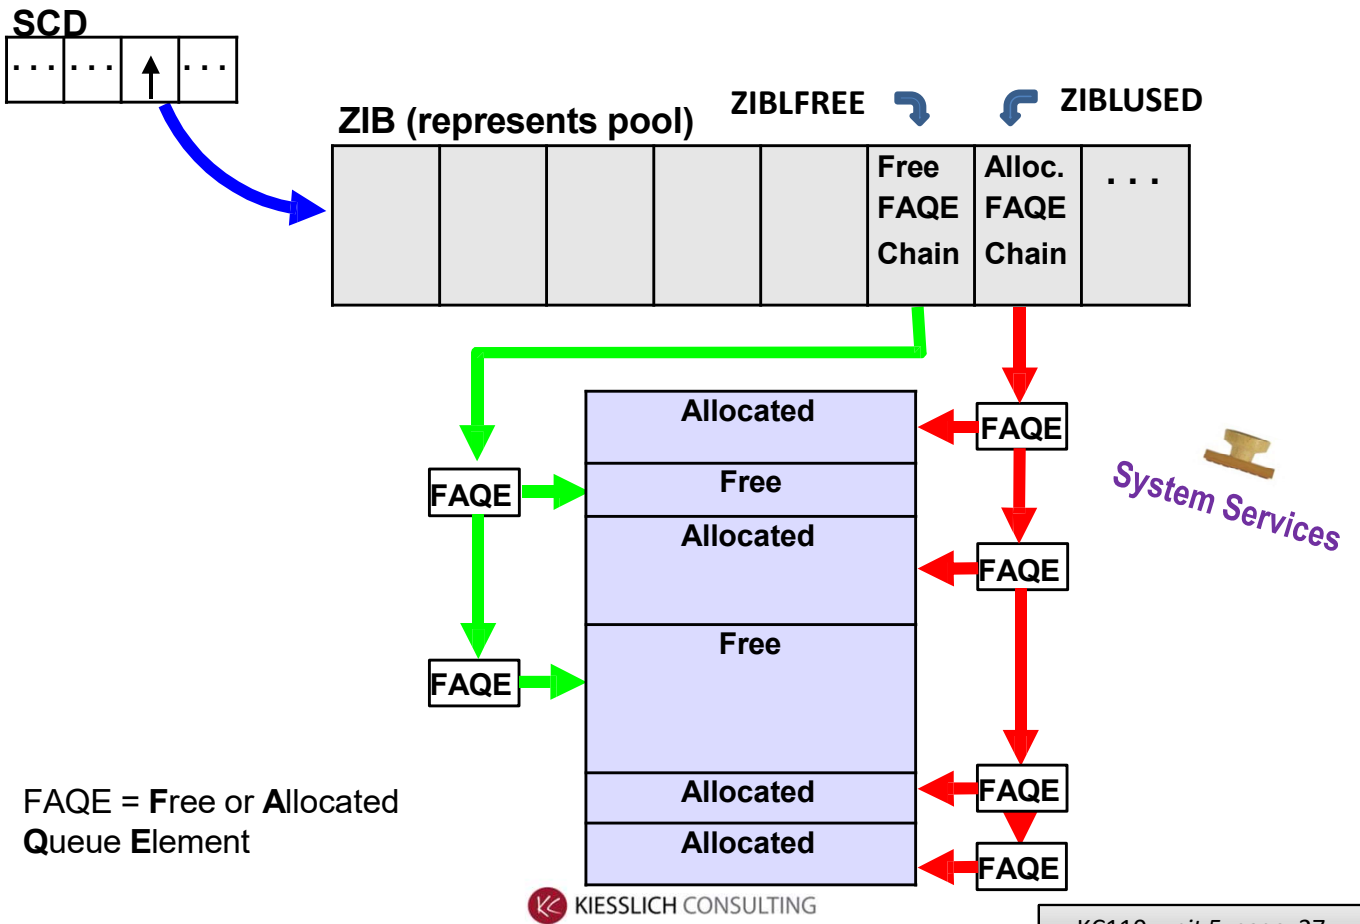 SCD
... ... ...
ZIBLFREE ZIBLUSED
ZIB (represents pool)
Free Alloc. ...
FAQE FAQE
Chain Chain
Allocated
FAQE
Free
FAQE
Allocated
FAQE
System Services
Free
FAQE
Allocated
FAQE
Allocated
FAQE
FAQE = Free or Allocated
Queue Element
KC KIESSLICH CONSULTING